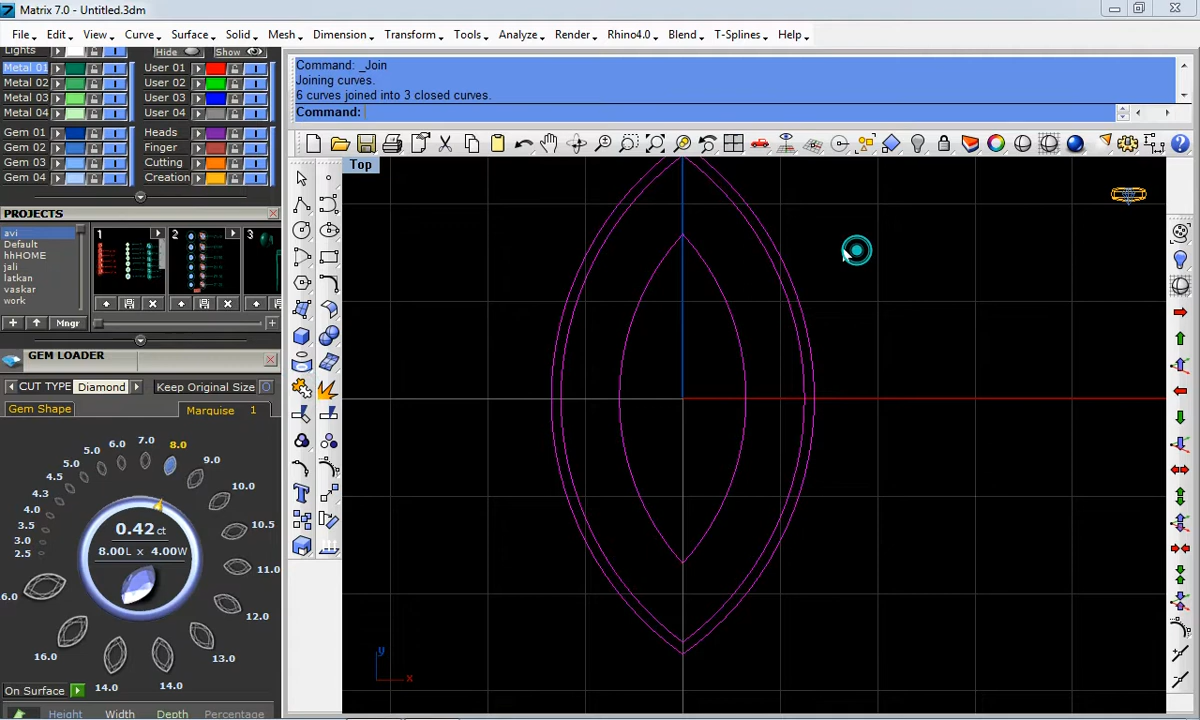 Matrix 7.0 - Untitled.3dm
File Edit View Curve Surface Solid Mesh Dimension Transform Tools Analyze Render Rhino4.0 Blend T-Splines Help
Lights Hide Show
Metal 01 User 01
Metal 02 User 02
Metal 03 User 03
Metal 04 User 04
Gem 01 Heads
Gem 02 Finger
Gem 03 Cutting
Gem 04 Creation
Command: _Join
Joining curves.
6 curves joined into 3 closed curves.
Command:
Top
PROJECTS
avi
Default
hhHOME
jali
latkan
vaskar
work
1 2 3
Mngr
GEM LOADER
CUT TYPE Diamond Keep Original Size
Gem Shape Marquise 1
2.5
3.0
3.5
4.0
4.3
4.5
5.0
5.0
6.0
7.0
8.0
9.0
10.0
10.5
11.0
12.0
13.0
14.0
14.0
16.0
6.0
0.42 ct
8.00L x 4.00W
On Surface
Height Width Depth Percentage
y
x